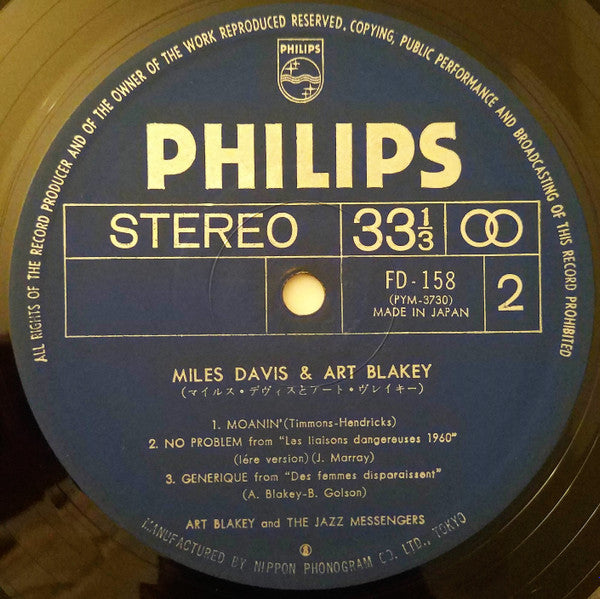 ALL RIGHTS OF THE RECORD PRODUCER AND OF THE OWNER OF THE WORK REPRODUCED RESERVED. COPYING, PUBLIC PERFORMANCE AND BROADCASTING OF THIS RECORD PROHIBITED
PHILIPS
PHILIPS
STEREO 33 1/3
FD-158
(PYM-3730)
MADE IN JAPAN
2
MILES DAVIS & ART BLAKEY
(マイルス・デヴィスとアート・ヴレイキー)
1. MOANIN' (Timmons-Hendricks)
2. NO PROBLEM from "Les liaisons dangereuses 1960"
(Iére version) (J. Marray)
3. GENERIQUE from "Des femmes disparaissent"
(A. Blakey-B. Golson)
ART BLAKEY and THE JAZZ MESSENGERS
MANUFACTURED BY NIPPON PHONOGRAM CO. LTD., TOKYO